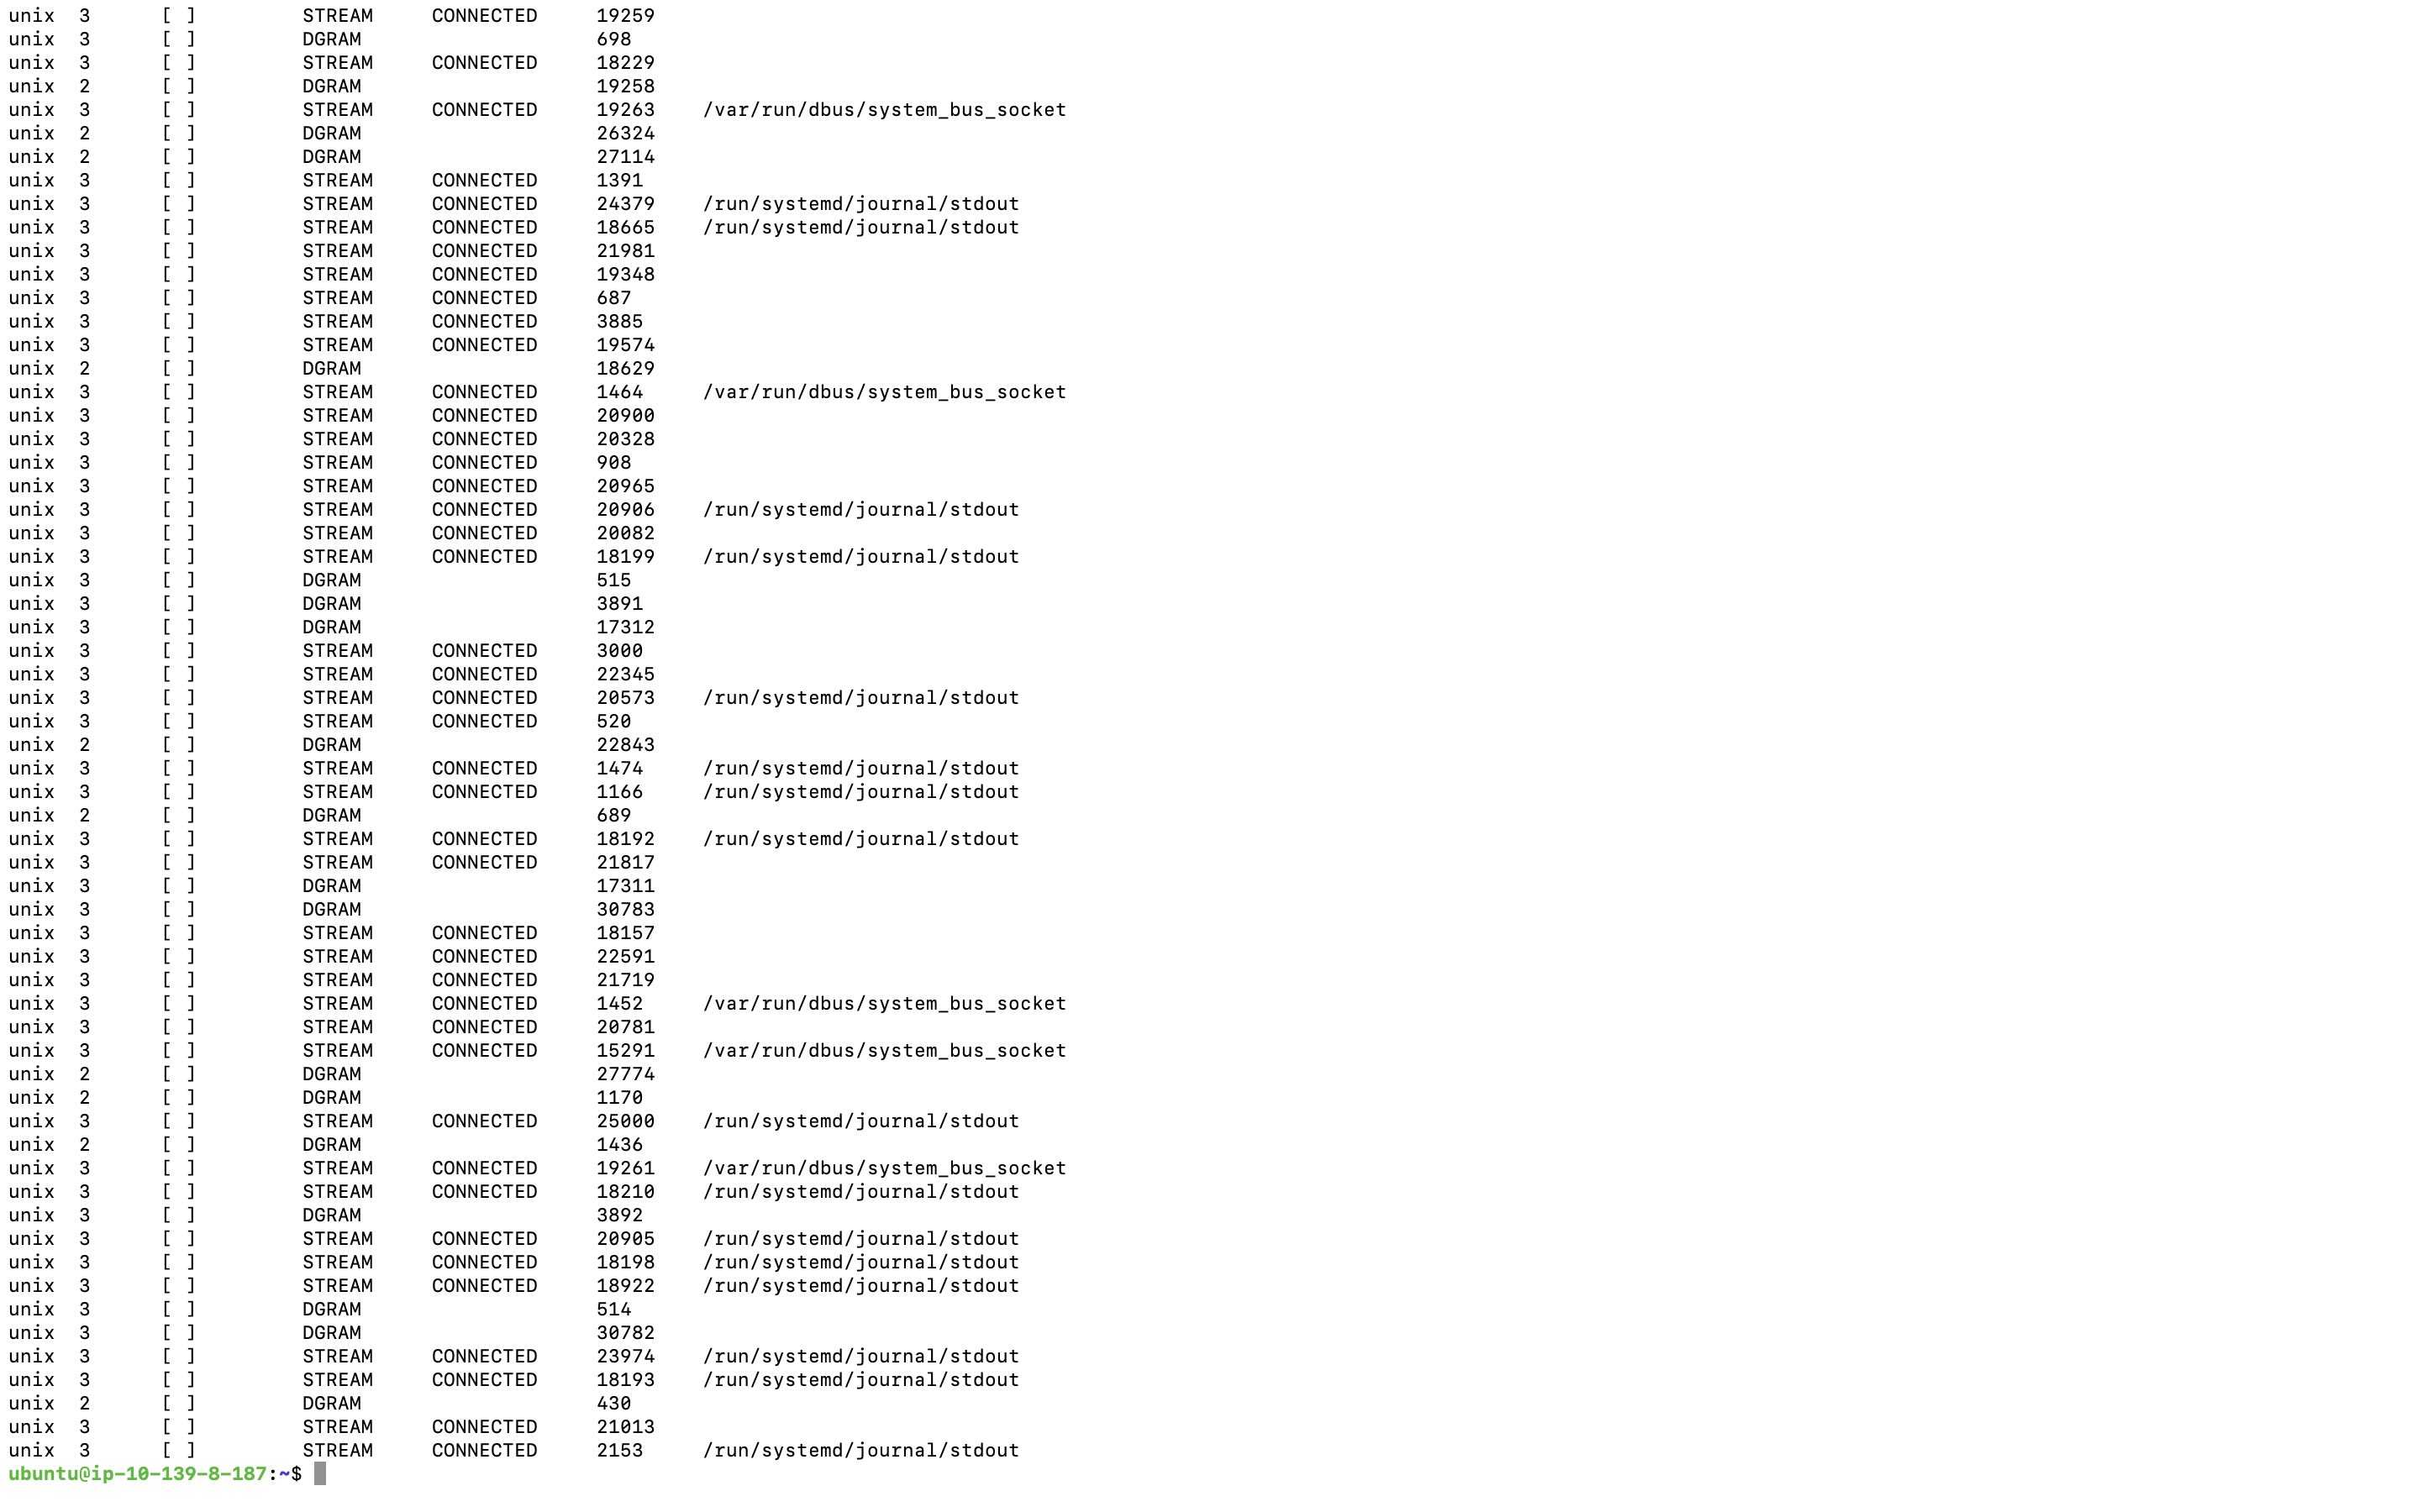 unix  3      [ ]         STREAM     CONNECTED     19259
unix  3      [ ]         DGRAM                    698
unix  3      [ ]         STREAM     CONNECTED     18229
unix  2      [ ]         DGRAM                    19258
unix  3      [ ]         STREAM     CONNECTED     19263    /var/run/dbus/system_bus_socket
unix  2      [ ]         DGRAM                    26324
unix  2      [ ]         DGRAM                    27114
unix  3      [ ]         STREAM     CONNECTED     1391
unix  3      [ ]         STREAM     CONNECTED     24379    /run/systemd/journal/stdout
unix  3      [ ]         STREAM     CONNECTED     18665    /run/systemd/journal/stdout
unix  3      [ ]         STREAM     CONNECTED     21981
unix  3      [ ]         STREAM     CONNECTED     19348
unix  3      [ ]         STREAM     CONNECTED     687
unix  3      [ ]         STREAM     CONNECTED     3885
unix  3      [ ]         STREAM     CONNECTED     19574
unix  2      [ ]         DGRAM                    18629
unix  3      [ ]         STREAM     CONNECTED     1464     /var/run/dbus/system_bus_socket
unix  3      [ ]         STREAM     CONNECTED     20900
unix  3      [ ]         STREAM     CONNECTED     20328
unix  3      [ ]         STREAM     CONNECTED     908
unix  3      [ ]         STREAM     CONNECTED     20965
unix  3      [ ]         STREAM     CONNECTED     20906    /run/systemd/journal/stdout
unix  3      [ ]         STREAM     CONNECTED     20082
unix  3      [ ]         STREAM     CONNECTED     18199    /run/systemd/journal/stdout
unix  3      [ ]         DGRAM                    515
unix  3      [ ]         DGRAM                    3891
unix  3      [ ]         DGRAM                    17312
unix  3      [ ]         STREAM     CONNECTED     3000
unix  3      [ ]         STREAM     CONNECTED     22345
unix  3      [ ]         STREAM     CONNECTED     20573    /run/systemd/journal/stdout
unix  3      [ ]         STREAM     CONNECTED     520
unix  2      [ ]         DGRAM                    22843
unix  3      [ ]         STREAM     CONNECTED     1474     /run/systemd/journal/stdout
unix  3      [ ]         STREAM     CONNECTED     1166     /run/systemd/journal/stdout
unix  2      [ ]         DGRAM                    689
unix  3      [ ]         STREAM     CONNECTED     18192    /run/systemd/journal/stdout
unix  3      [ ]         STREAM     CONNECTED     21817
unix  3      [ ]         DGRAM                    17311
unix  3      [ ]         DGRAM                    30783
unix  3      [ ]         STREAM     CONNECTED     18157
unix  3      [ ]         STREAM     CONNECTED     22591
unix  3      [ ]         STREAM     CONNECTED     21719
unix  3      [ ]         STREAM     CONNECTED     1452     /var/run/dbus/system_bus_socket
unix  3      [ ]         STREAM     CONNECTED     20781
unix  3      [ ]         STREAM     CONNECTED     15291    /var/run/dbus/system_bus_socket
unix  2      [ ]         DGRAM                    27774
unix  2      [ ]         DGRAM                    1170
unix  3      [ ]         STREAM     CONNECTED     25000    /run/systemd/journal/stdout
unix  2      [ ]         DGRAM                    1436
unix  3      [ ]         STREAM     CONNECTED     19261    /var/run/dbus/system_bus_socket
unix  3      [ ]         STREAM     CONNECTED     18210    /run/systemd/journal/stdout
unix  3      [ ]         DGRAM                    3892
unix  3      [ ]         STREAM     CONNECTED     20905    /run/systemd/journal/stdout
unix  3      [ ]         STREAM     CONNECTED     18198    /run/systemd/journal/stdout
unix  3      [ ]         STREAM     CONNECTED     18922    /run/systemd/journal/stdout
unix  3      [ ]         DGRAM                    514
unix  3      [ ]         DGRAM                    30782
unix  3      [ ]         STREAM     CONNECTED     23974    /run/systemd/journal/stdout
unix  3      [ ]         STREAM     CONNECTED     18193    /run/systemd/journal/stdout
unix  2      [ ]         DGRAM                    430
unix  3      [ ]         STREAM     CONNECTED     21013
unix  3      [ ]         STREAM     CONNECTED     2153     /run/systemd/journal/stdout
ubuntu@ip-10-139-8-187:~$